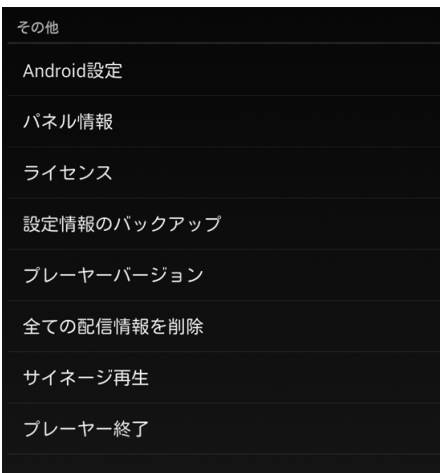 その他
Android設定
パネル情報
ライセンス
設定情報のバックアップ
プレーヤーバージョン
全ての配信情報を削除
サイネージ再生
プレーヤー終了